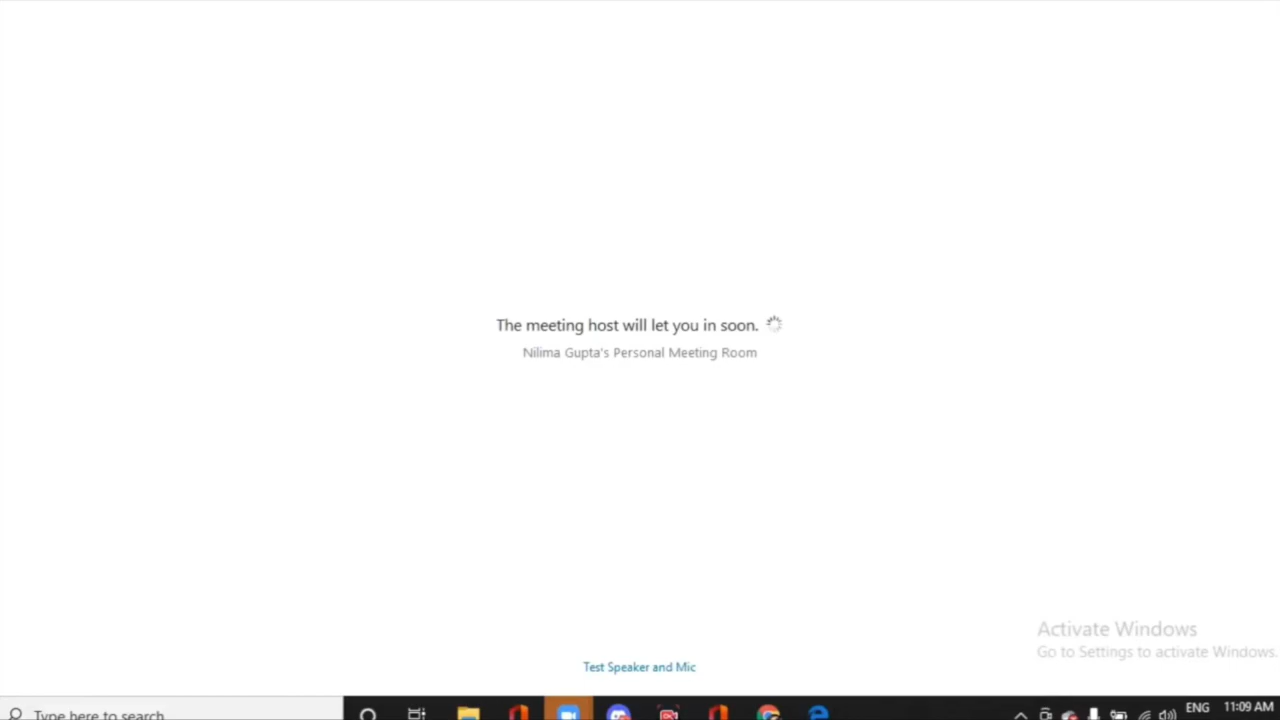 The meeting host will let you in soon.
Nilima Gupta's Personal Meeting Room
Activate Windows
Go to Settings to activate Windows.
Test Speaker and Mic
Type here to search
ENG
11:09 AM